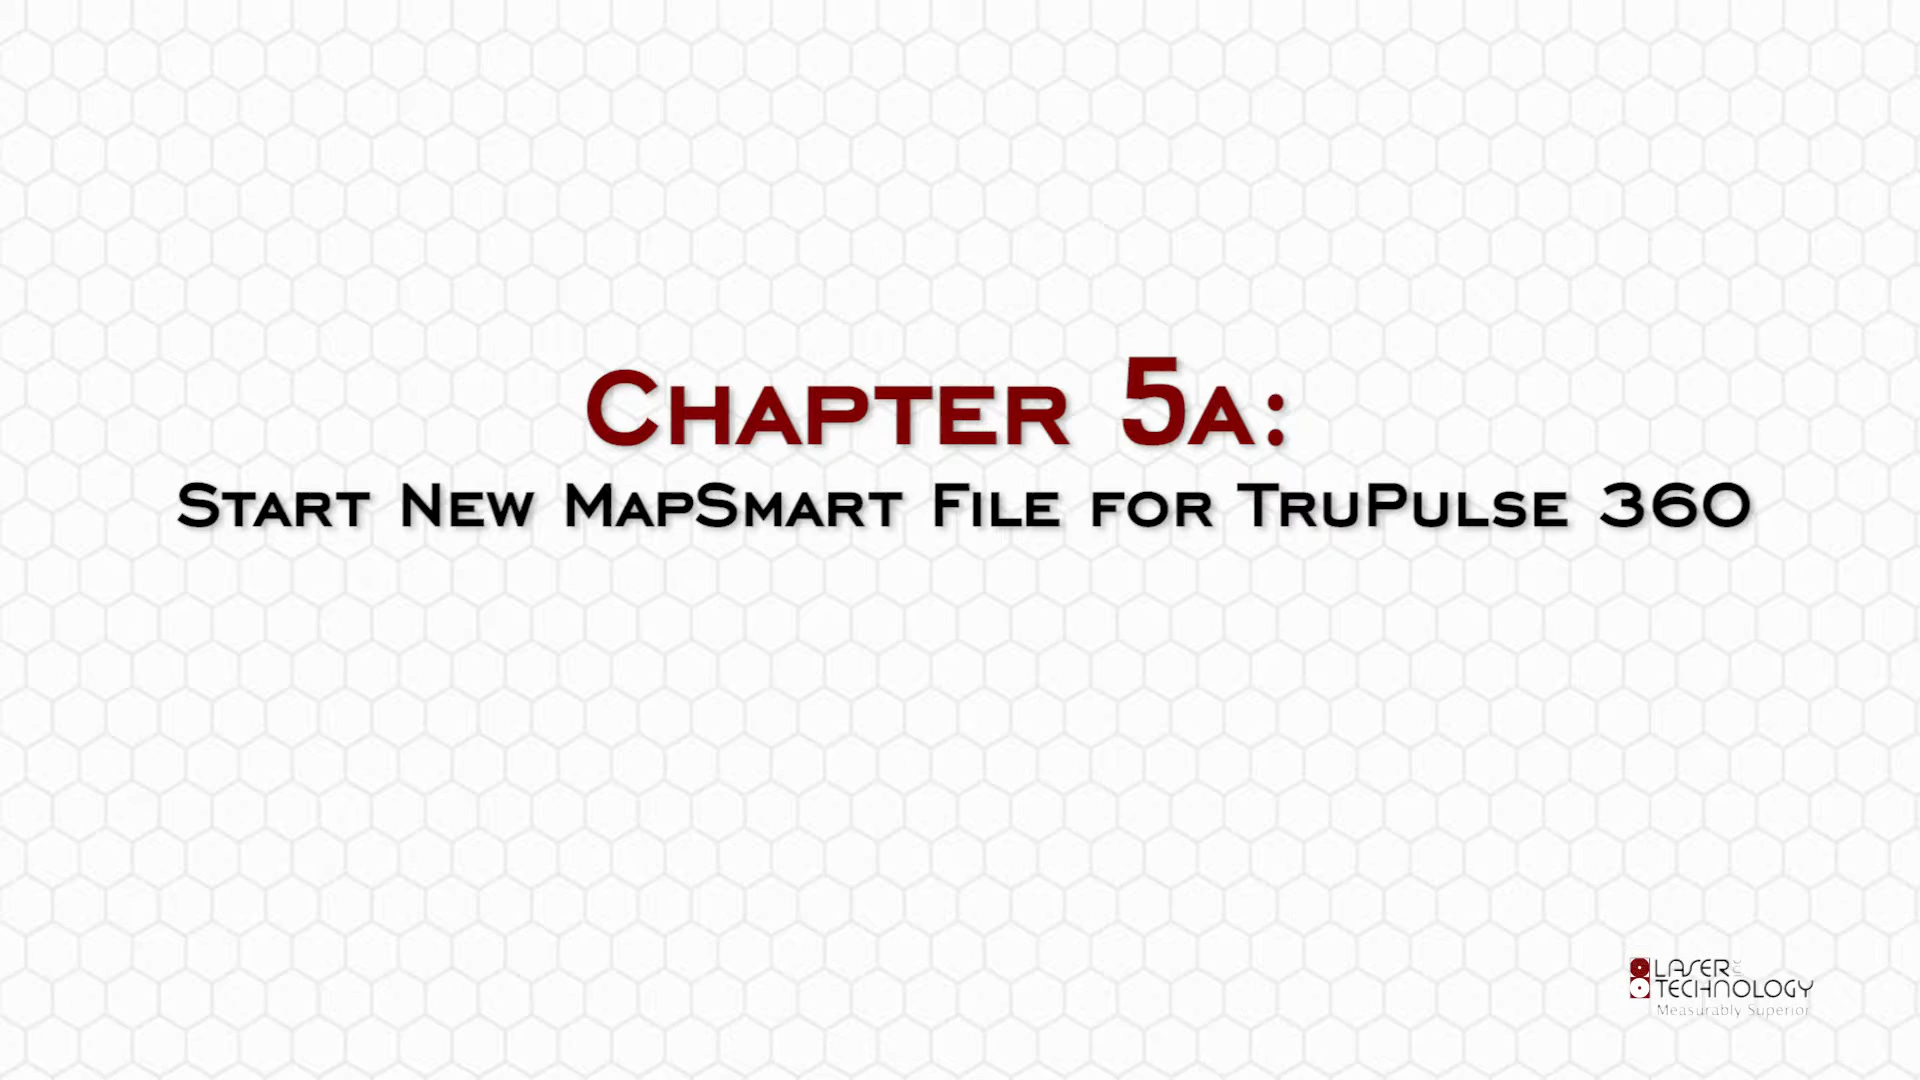 Chapter 5a:
Start New MapSmart File for TruPulse 360
LASER
TECHNOLOGY
Measurably Superior